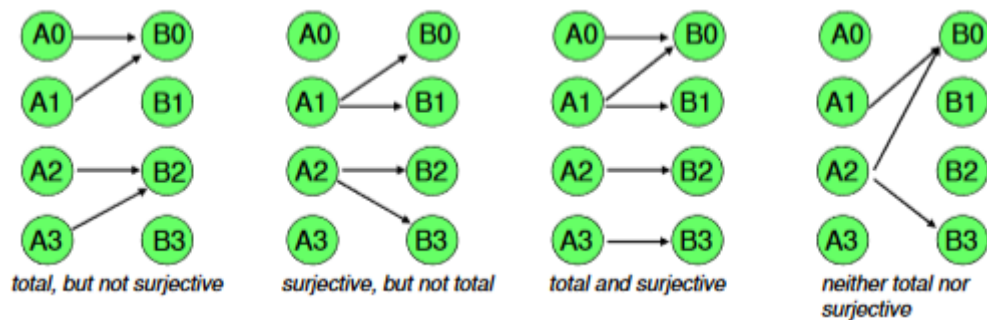 A0 B0 A0 B0 A0 B0 A0 B0
A1 B1 A1 B1 A1 B1 A1 B1
A2 B2 A2 B2 A2 B2 A2 B2
A3 B3 A3 B3 A3 B3 A3 B3
total, but not surjective surjective, but not total total and surjective neither total nor
surjective